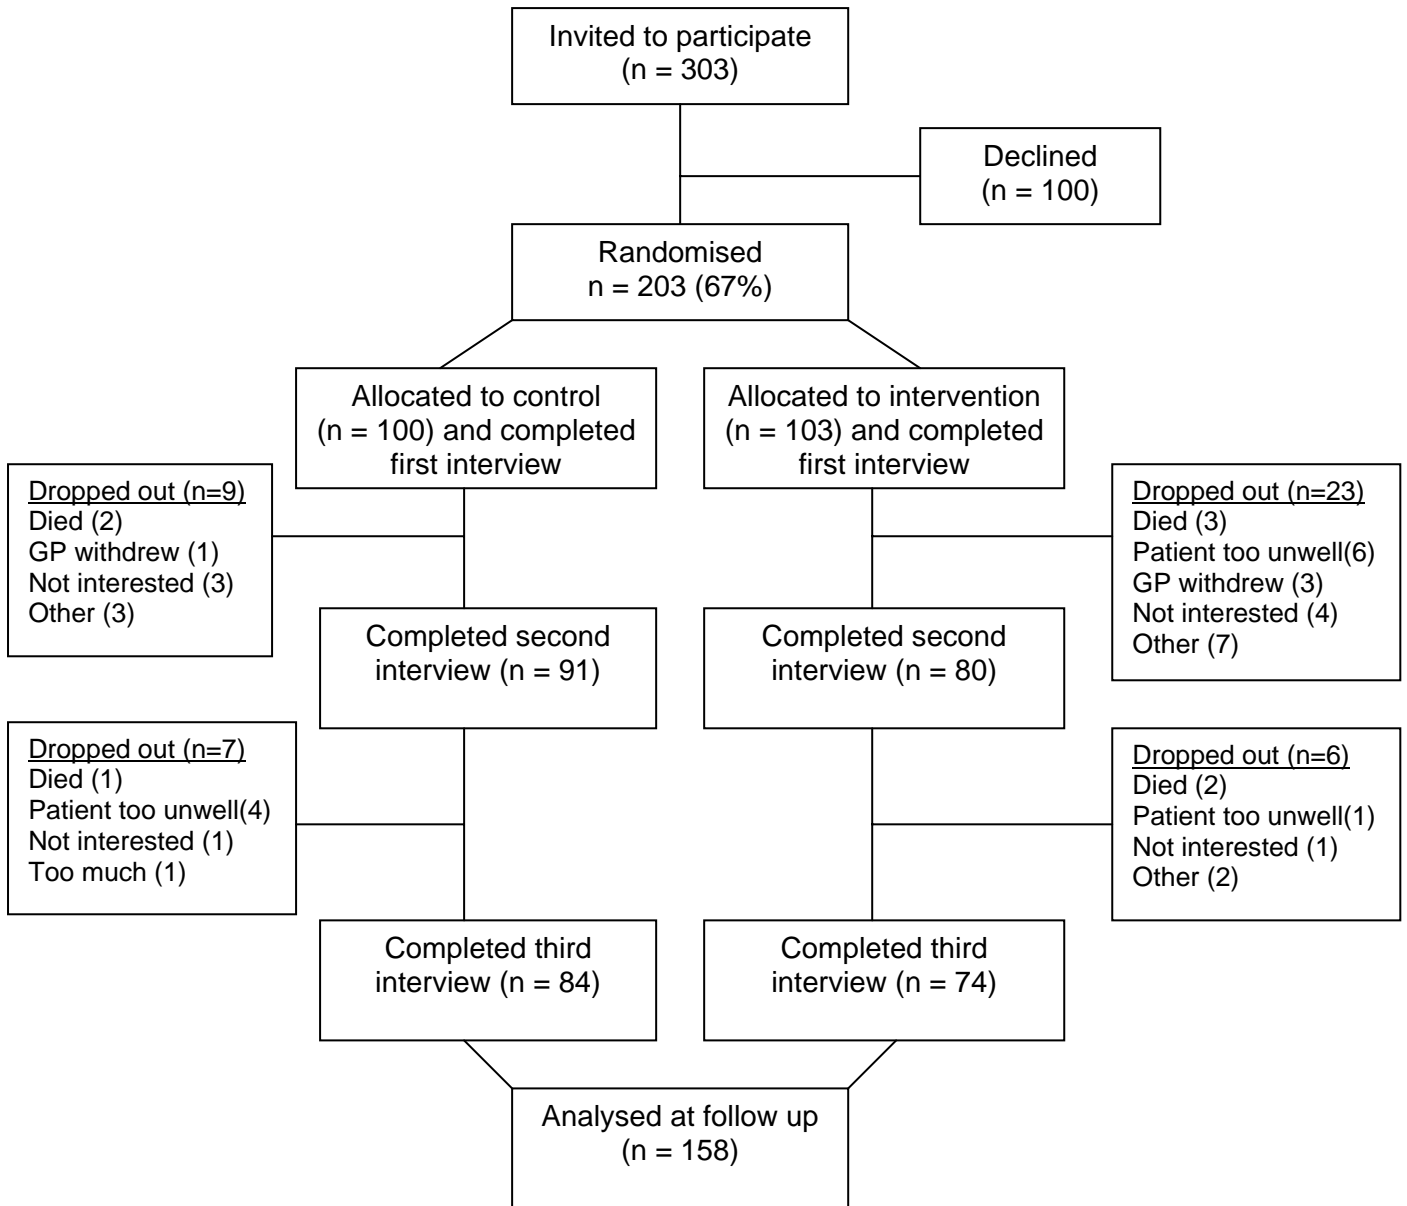 Invited to participate
(n = 303)
Declined
(n = 100)
Randomised
n = 203 (67%)
Allocated to control
(n = 100) and completed
first interview
Allocated to intervention
(n = 103) and completed
first interview
Dropped out (n=9)
Died (2)
GP withdrew (1)
Not interested (3)
Other (3)
Dropped out (n=23)
Died (3)
Patient too unwell(6)
GP withdrew (3)
Not interested (4)
Other (7)
Completed second
interview (n = 91)
Completed second
interview (n = 80)
Dropped out (n=7)
Died (1)
Patient too unwell(4)
Not interested (1)
Too much (1)
Dropped out (n=6)
Died (2)
Patient too unwell(1)
Not interested (1)
Other (2)
Completed third
interview (n = 84)
Completed third
interview (n = 74)
Analysed at follow up
(n = 158)